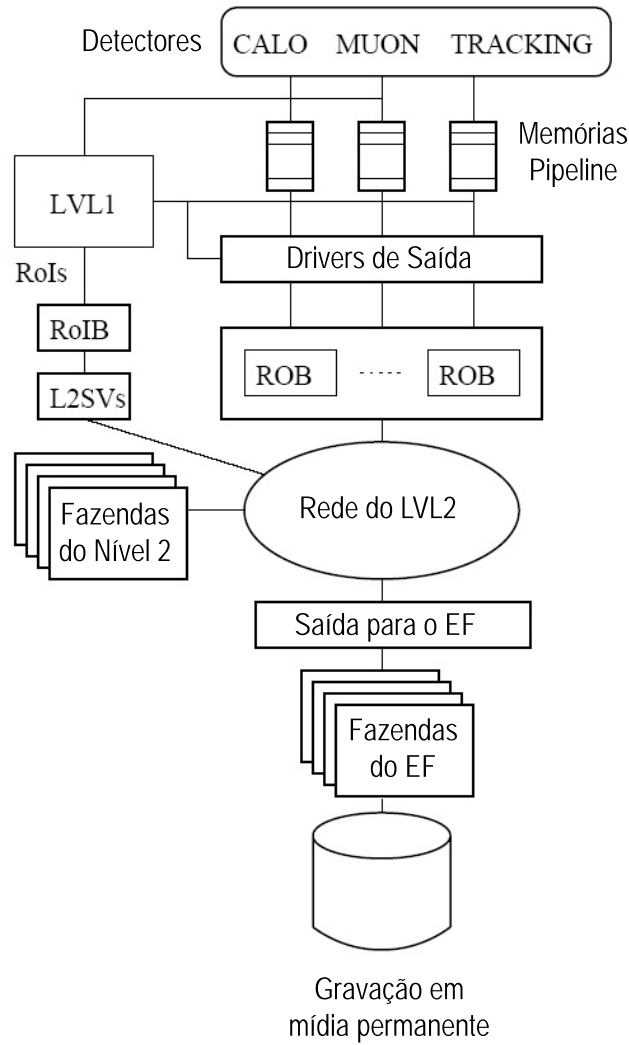 Detectores
CALO MUON TRACKING
Memórias
Pipeline
LVL1
Drivers de Saída
RoIs
RoIB
ROB ..... ROB
L2SVs
Fazendas
do Nível 2
Rede do LVL2
Saída para o EF
Fazendas
do EF
Gravação em
mídia permanente